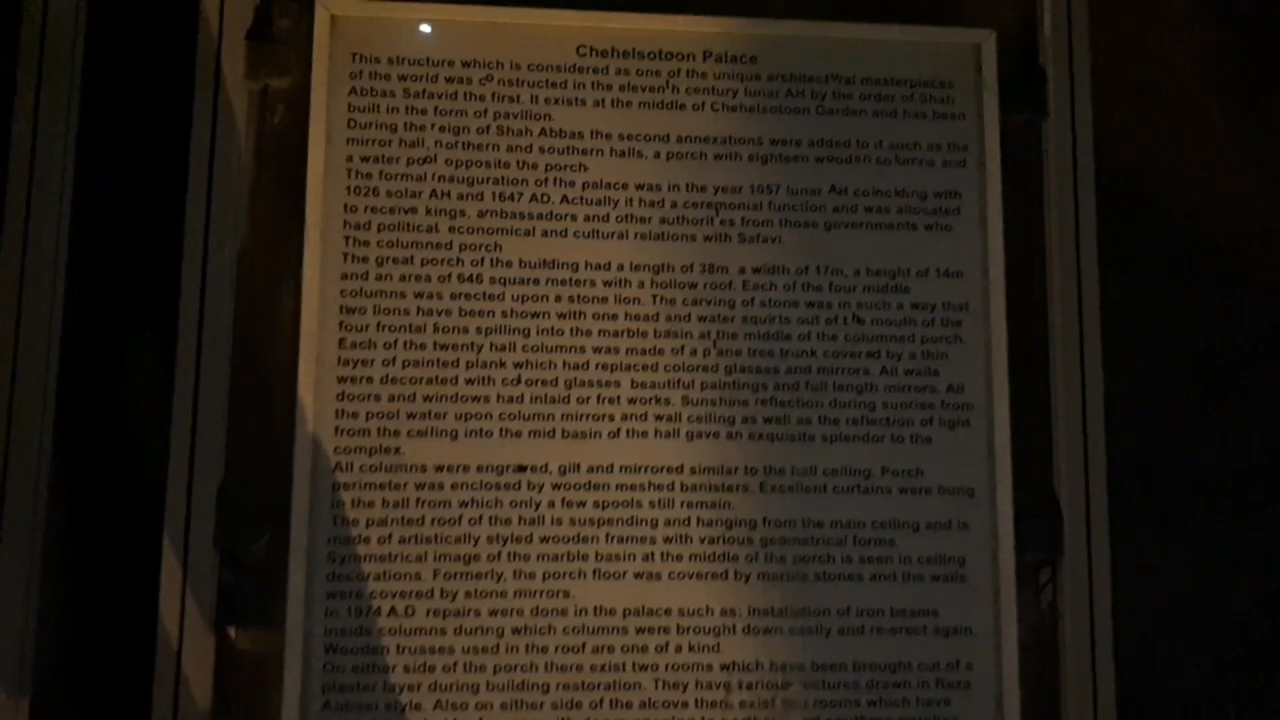 Chehelsotoon Palace
This structure which is considered as one of the unique architectural masterpieces
of the world was constructed in the eleventh century lunar AH by the order of Shah
Abbas Safavid the first. It exists at the middle of Chehelsotoon Garden and has been
built in the form of pavilion.
During the reign of Shah Abbas the second annexations were added to it such as the
mirror hall, northern and southern halls, a porch with eighteen wooden columns and
a water pool opposite the porch
The formal inauguration of the palace was in the year 1057 lunar AH coinciding with
1026 solar AH and 1647 AD. Actually it had a ceremonial function and was allocated
to receive kings, ambassadors and other authorities from those governments who
had political economical and cultural relations with Safavi.
The columned porch
The great porch of the building had a length of 38m a width of 17m, a height of 14m
and an area of 646 square meters with a hollow roof. Each of the four middle
columns was erected upon a stone lion. The carving of stone was in such a way that
two lions have been shown with one head and water squirts out of the mouth of the
four frontal lions spilling into the marble basin at the middle of the columned porch.
Each of the twenty hall columns was made of a plane tree trunk covered by a thin
layer of painted plank which had replaced colored glasses and mirrors. All walls
were decorated with colored glasses beautiful paintings and full length mirrors. All
doors and windows had inlaid or fret works. Sunshine reflection during sunrise from
the pool water upon column mirrors and wall ceiling as well as the reflection of light
from the ceiling into the mid basin of the hall gave an exquisite splendor to the
complex.
All columns were engraved, gilt and mirrored similar to the hall ceiling. Porch
perimeter was enclosed by wooden meshed banisters. Excellent curtains were hung
in the hall from which only a few spools still remain.
The painted roof of the hall is suspending and hanging from the main ceiling and is
made of artistically styled wooden frames with various geometrical forms.
Symmetrical image of the marble basin at the middle of the porch is seen in ceiling
decorations. Formerly, the porch floor was covered by marble stones and the walls
were covered by stone mirrors.
In 1974 A.D repairs were done in the palace such as: installation of iron beams
inside columns during which columns were brought down easily and re-erect again.
Wooden trusses used in the roof are one of a kind.
On either side of the porch there exist two rooms which have been brought out of a
plaster layer during building restoration. They have various pictures drawn in Reza
Abbasi style. Also on either side of the alcove there exist rooms which have